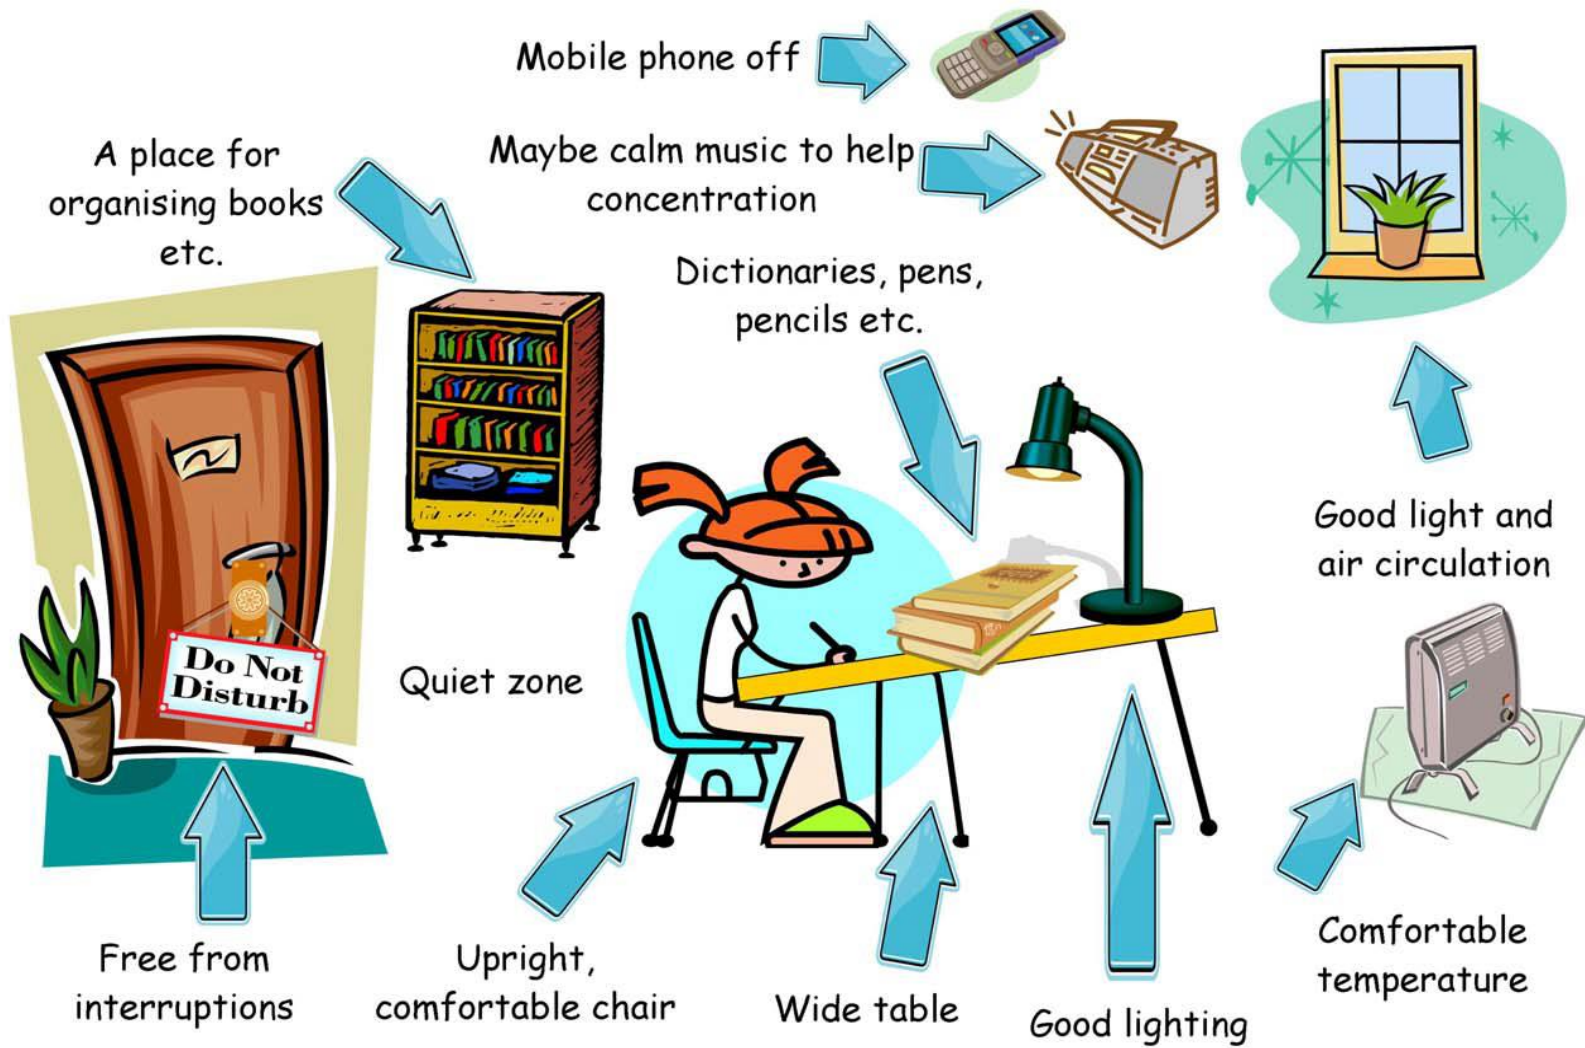 Mobile phone off
A place for
organising books
etc.
Maybe calm music to help
concentration
Dictionaries, pens,
pencils etc.
Good light and
air circulation
Do Not
Disturb
Quiet zone
Free from
interruptions
Upright,
comfortable chair
Wide table
Good lighting
Comfortable
temperature